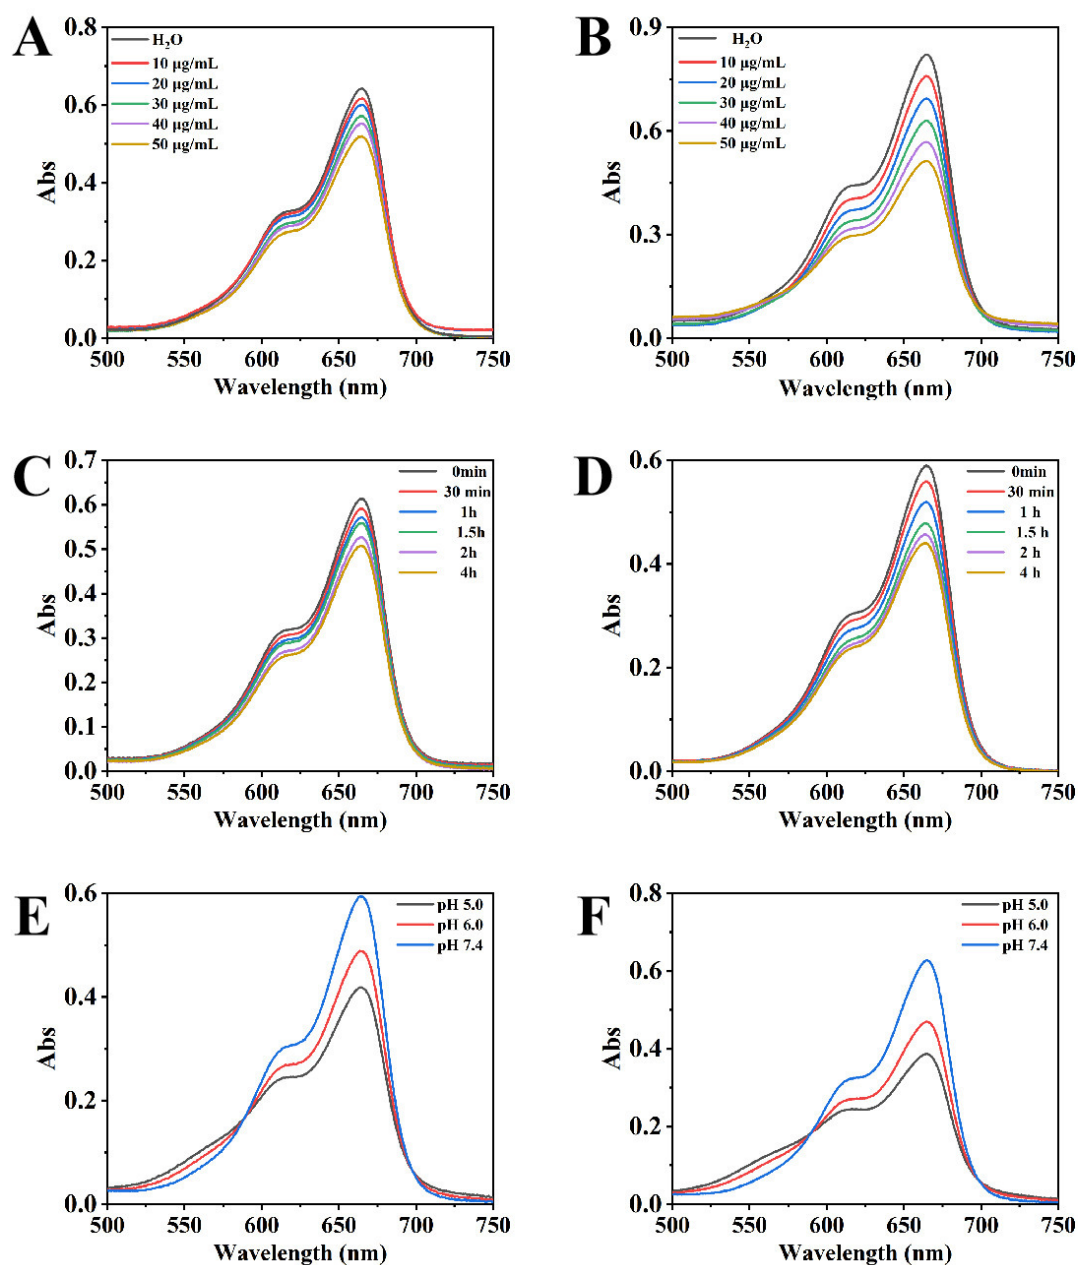 A
0.8
0.6
0.4
0.2
0.0
Abs
H₂O
10 μg/mL
20 μg/mL
30 μg/mL
40 μg/mL
50 μg/mL
500 550 600 650 700 750
Wavelength (nm)
B
0.9
0.6
0.3
0.0
Abs
H₂O
10 μg/mL
20 μg/mL
30 μg/mL
40 μg/mL
50 μg/mL
500 550 600 650 700 750
Wavelength (nm)
C
0.7
0.6
0.5
0.4
0.3
0.2
0.1
0.0
Abs
0min
30 min
1h
1.5h
2h
4h
500 550 600 650 700 750
Wavelength (nm)
D
0.6
0.4
0.2
0.0
Abs
0min
30 min
1 h
1.5 h
2 h
4 h
500 550 600 650 700 750
Wavelength (nm)
E
0.6
0.4
0.2
0.0
Abs
pH 5.0
pH 6.0
pH 7.4
500 550 600 650 700 750
Wavelength (nm)
F
0.8
0.6
0.4
0.2
0.0
Abs
pH 5.0
pH 6.0
pH 7.4
500 550 600 650 700 750
Wavelength (nm)